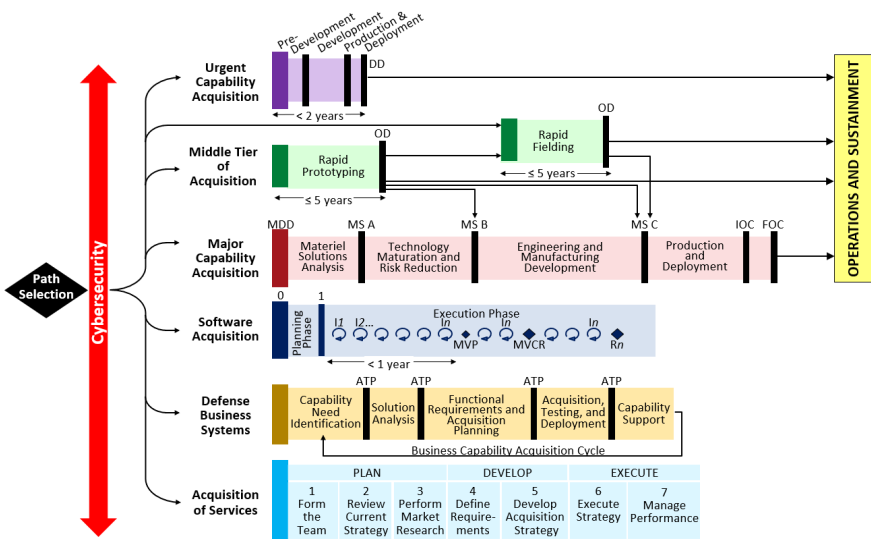 Pre-
Development
Development
Production &
Deployment
Urgent
Capability
Acquisition
DD
< 2 years
Middle Tier
of
Acquisition
Rapid
Prototyping
OD
≤ 5 years
Rapid
Fielding
OD
≤ 5 years
Major
Capability
Acquisition
MDD
MS A
MS B
MS C
IOC
FOC
Materiel
Solutions
Analysis
Technology
Maturation and
Risk Reduction
Engineering and
Manufacturing
Development
Production
and
Deployment
OPERATIONS AND SUSTAINMENT
Path
Selection
Cybersecurity
Software
Acquisition
0
1
Planning
Phase
Execution Phase
I1
I2...
In
In
In
MVP
MVCR
Rn
< 1 year
Defense
Business
Systems
ATP
ATP
ATP
ATP
Capability
Need
Identification
Solution
Analysis
Functional
Requirements and
Acquisition
Planning
Acquisition,
Testing, and
Deployment
Capability
Support
Business Capability Acquisition Cycle
Acquisition
of Services
PLAN
DEVELOP
EXECUTE
1
Form
the
Team
2
Review
Current
Strategy
3
Perform
Market
Research
4
Define
Require-
ments
5
Develop
Acquisition
Strategy
6
Execute
Strategy
7
Manage
Performance